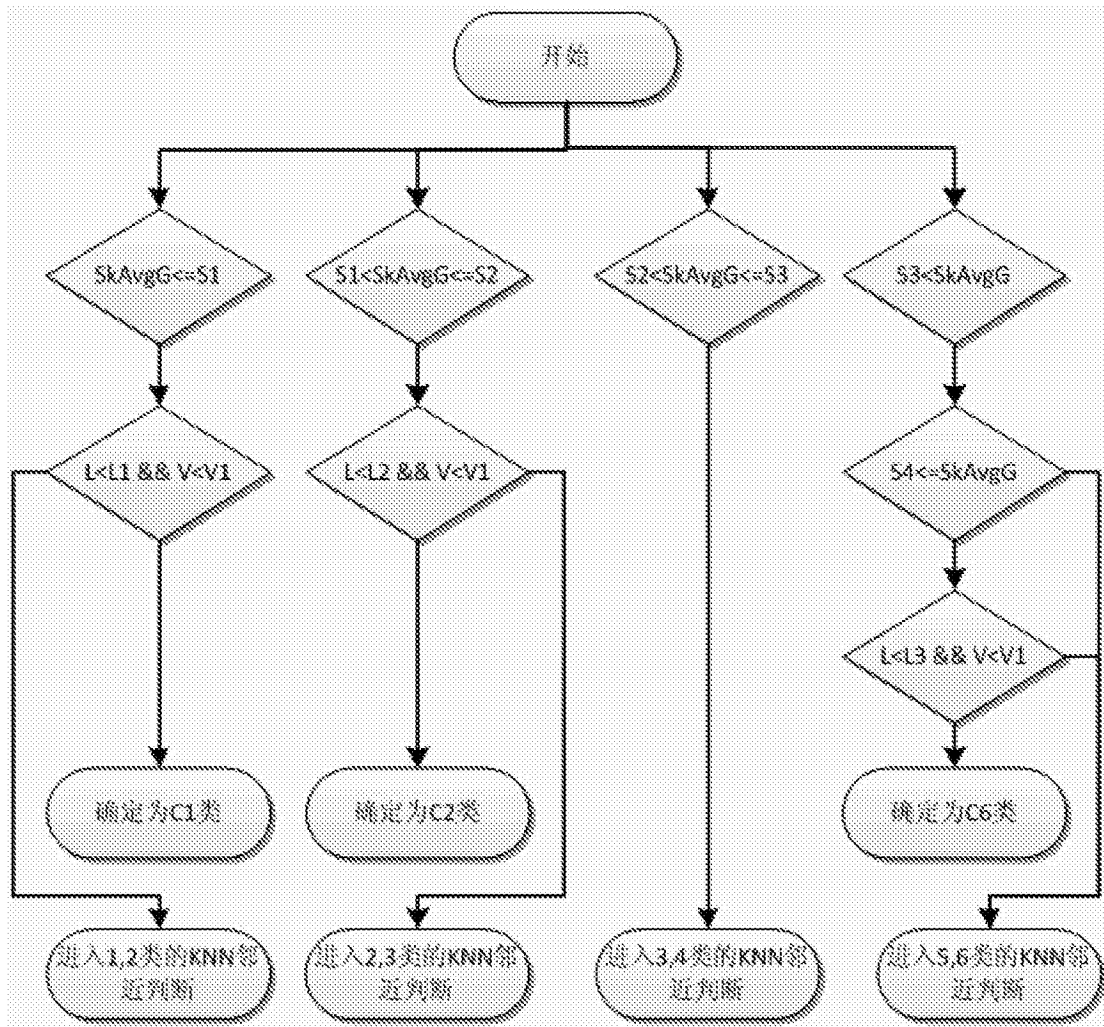 开始
SkAvgG<=S1
S1<SkAvgG<=S2
S2<SkAvgG<=S3
S3<SkAvgG
L<L1 && V<V1
L<L2 && V<V1
S4<=SkAvgG
L<L3 && V<V1
确定为C1类
确定为C2类
确定为C6类
进入1,2类的KNN邻
近判断
进入2,3类的KNN邻
近判断
进入3,4类的KNN邻
近判断
进入5,6类的KNN邻
近判断